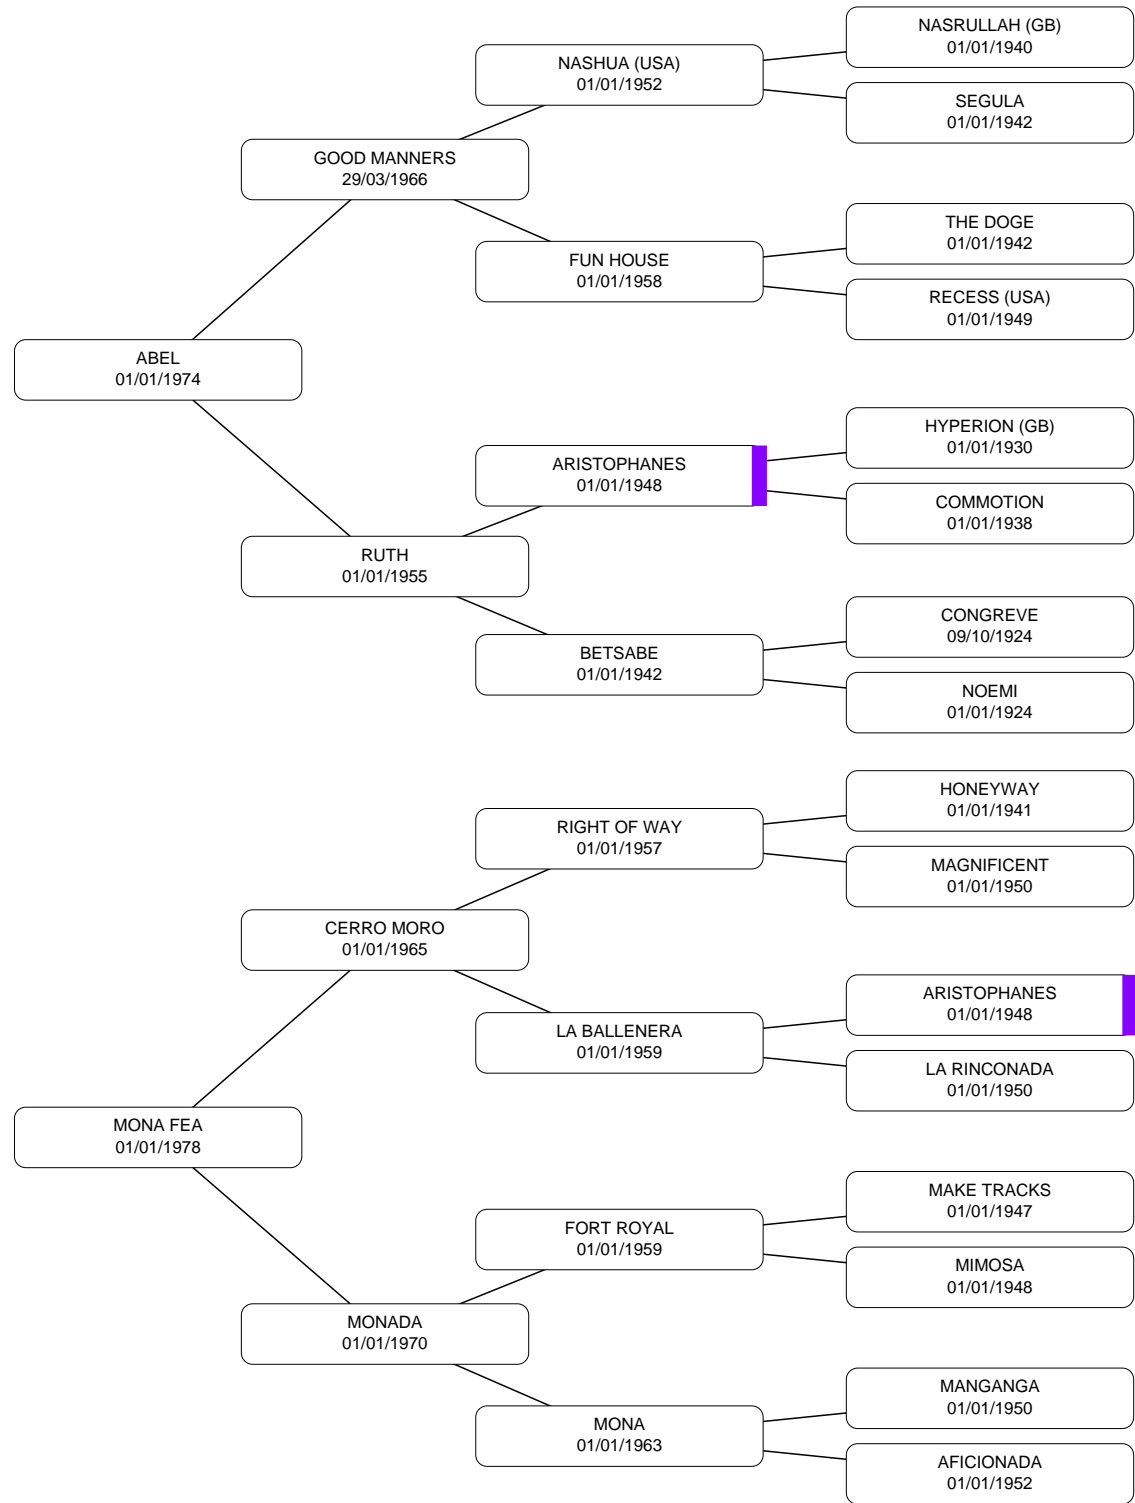 NASRULLAH (GB)
01/01/1940
NASHUA (USA)
01/01/1952
SEGULA
01/01/1942
GOOD MANNERS
29/03/1966
THE DOGE
01/01/1942
FUN HOUSE
01/01/1958
RECESS (USA)
01/01/1949
ABEL
01/01/1974
HYPERION (GB)
01/01/1930
ARISTOPHANES
01/01/1948
COMMOTION
01/01/1938
RUTH
01/01/1955
CONGREVE
09/10/1924
BETSABE
01/01/1942
NOEMI
01/01/1924
HONEYWAY
01/01/1941
RIGHT OF WAY
01/01/1957
MAGNIFICENT
01/01/1950
CERRO MORO
01/01/1965
ARISTOPHANES
01/01/1948
LA BALLENERA
01/01/1959
LA RINCONADA
01/01/1950
MONA FEA
01/01/1978
MAKE TRACKS
01/01/1947
FORT ROYAL
01/01/1959
MIMOSA
01/01/1948
MONADA
01/01/1970
MANGANGA
01/01/1950
MONA
01/01/1963
AFICIONADA
01/01/1952